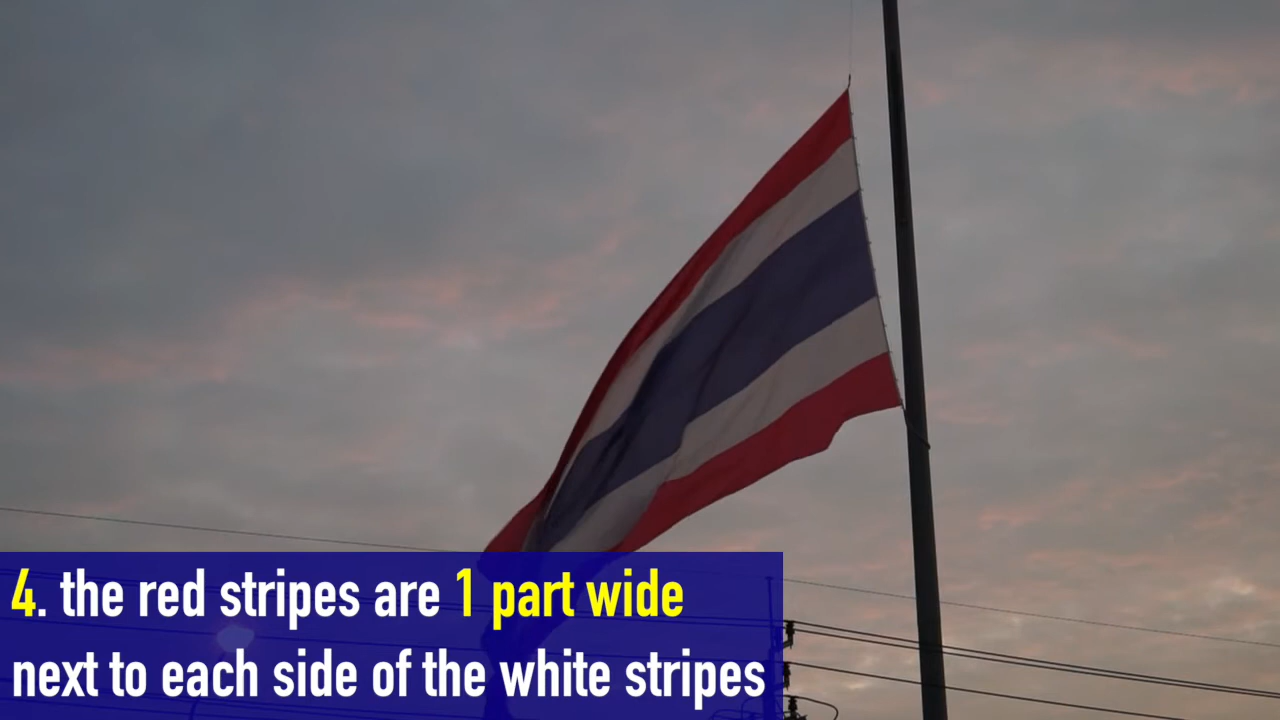 4. the red stripes are 1 part wide
next to each side of the white stripes